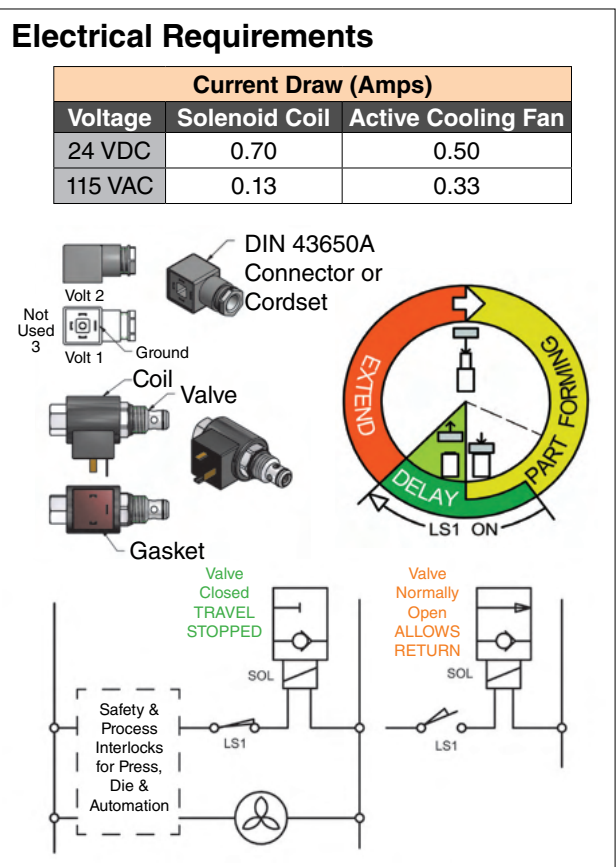 Electrical Requirements
Current Draw (Amps)
Voltage Solenoid Coil Active Cooling Fan
24 VDC 0.70 0.50
115 VAC 0.13 0.33
DIN 43650A
Connector or
Cordset
Volt 2
Not
Used
3
Volt 1
Ground
Coil
Valve
Gasket
EXTEND
PART FORMING
DELAY
LS1 ON
Valve
Closed
TRAVEL
STOPPED
SOL
Safety &
Process
Interlocks
for Press,
Die &
Automation
LS1
Valve
Normally
Open
ALLOWS
RETURN
SOL
LS1